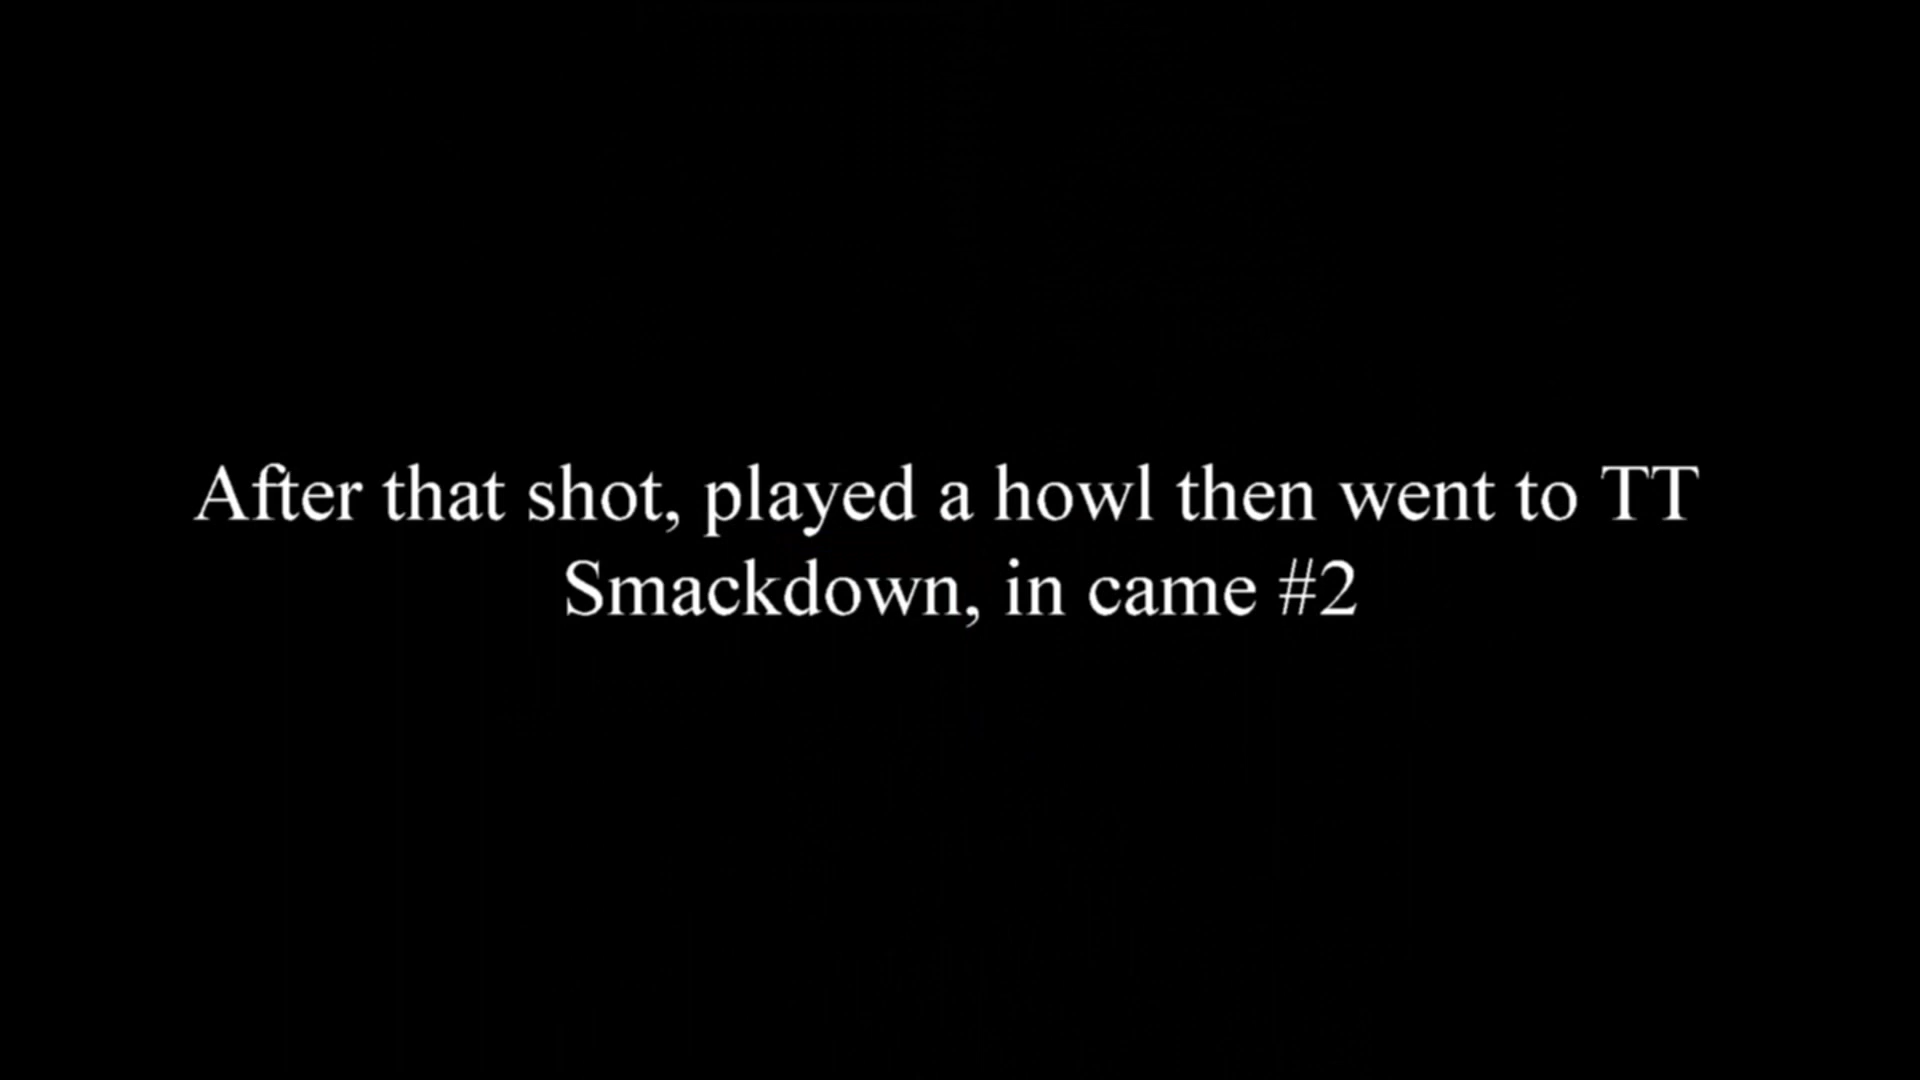 After that shot, played a howl then went to TT
Smackdown, in came #2